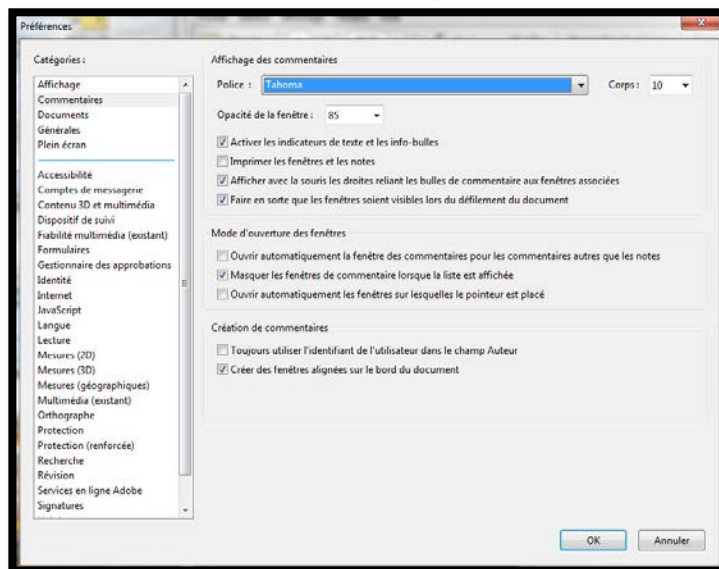 Préférences
Catégories :
Affichage
Commentaires
Documents
Générales
Plein écran
Accessibilité
Comptes de messagerie
Contenu 3D et multimédia
Dispositif de suivi
Fiabilité multimédia (existant)
Formulaires
Gestionnaire des approbations
Identité
Internet
JavaScript
Langue
Lecture
Mesures (2D)
Mesures (3D)
Mesures (géographiques)
Multimédia (existant)
Orthographe
Protection
Protection (renforcée)
Recherche
Révision
Services en ligne Adobe
Signatures
Affichage des commentaires
Police : Tahoma Corps : 10
Opacité de la fenêtre : 85
Activer les indicateurs de texte et les info-bulles
Imprimer les fenêtres et les notes
Afficher avec la souris les droites reliant les bulles de commentaire aux fenêtres associées
Faire en sorte que les fenêtres soient visibles lors du défilement du document
Mode d'ouverture des fenêtres
Ouvrir automatiquement la fenêtre des commentaires pour les commentaires autres que les notes
Masquer les fenêtres de commentaire lorsque la liste est affichée
Ouvrir automatiquement les fenêtres sur lesquelles le pointeur est placé
Création de commentaires
Toujours utiliser l'identifiant de l'utilisateur dans le champ Auteur
Créer des fenêtres alignées sur le bord du document
OK Annuler